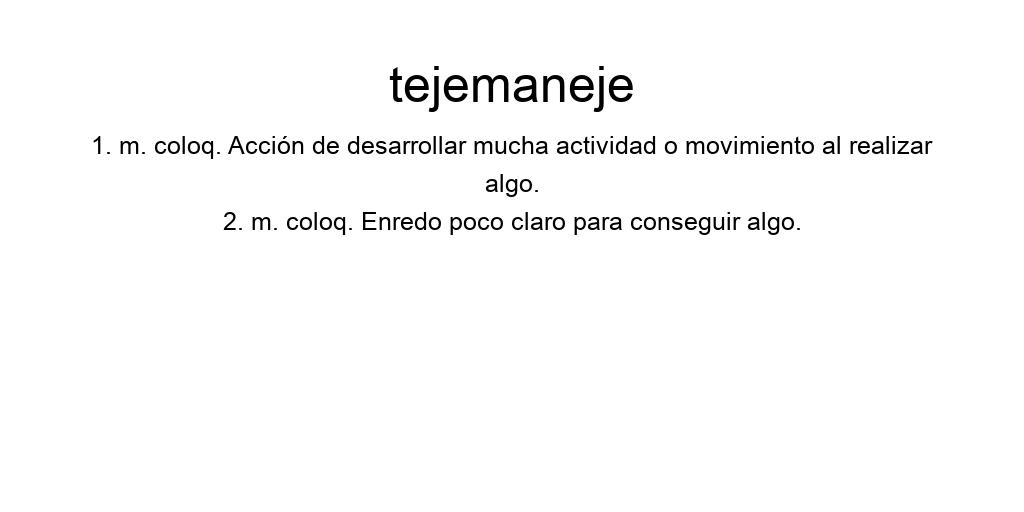 tejemaneje
1. m. coloq. Acción de desarrollar mucha actividad o movimiento al realizar
algo.
2. m. coloq. Enredo poco claro para conseguir algo.